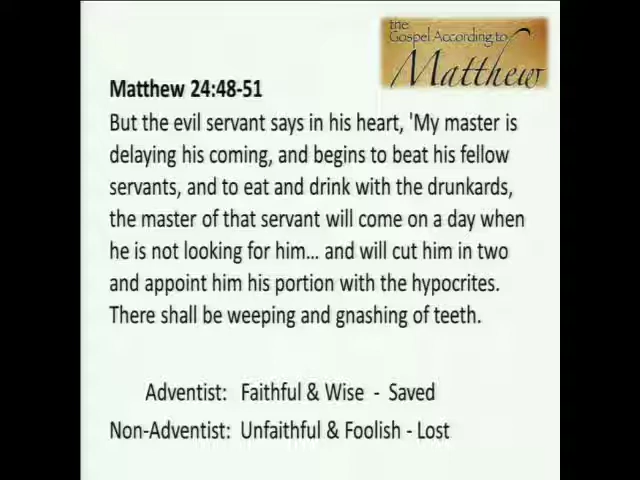 the
Gospel According to
Matthew
Matthew 24:48-51
But the evil servant says in his heart, 'My master is
delaying his coming, and begins to beat his fellow
servants, and to eat and drink with the drunkards,
the master of that servant will come on a day when
he is not looking for him... and will cut him in two
and appoint him his portion with the hypocrites.
There shall be weeping and gnashing of teeth.
Adventist: Faithful & Wise - Saved
Non-Adventist: Unfaithful & Foolish - Lost